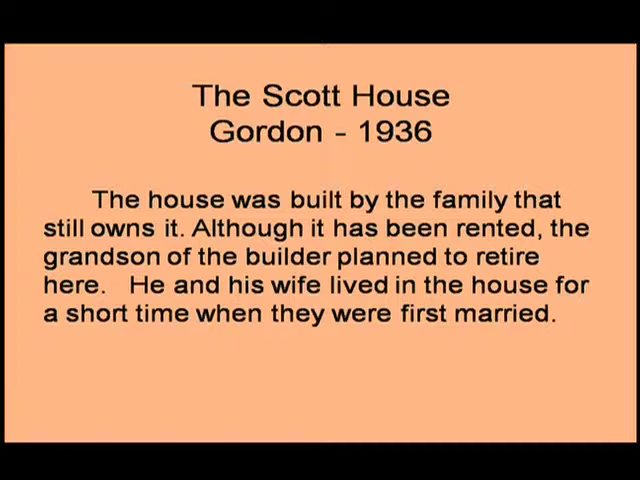 The Scott House
Gordon - 1936
The house was built by the family that
still owns it. Although it has been rented, the
grandson of the builder planned to retire
here. He and his wife lived in the house for
a short time when they were first married.